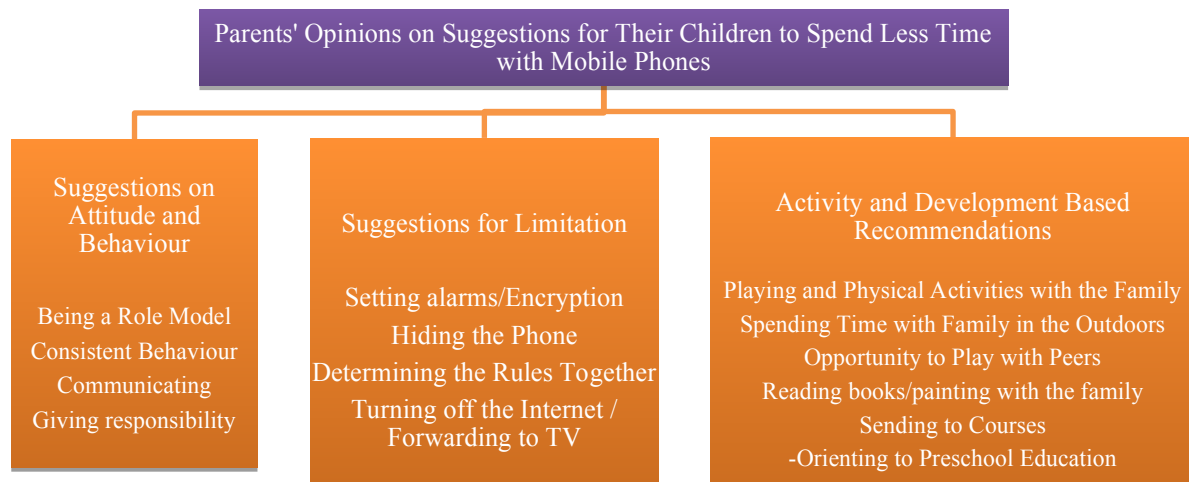 Parents' Opinions on Suggestions for Their Children to Spend Less Time
with Mobile Phones
Suggestions on
Attitude and
Behaviour
Being a Role Model
Consistent Behaviour
Communicating
Giving responsibility
Suggestions for Limitation
Setting alarms/Encryption
Hiding the Phone
Determining the Rules Together
Turning off the Internet /
Forwarding to TV
Activity and Development Based
Recommendations
Playing and Physical Activities with the Family
Spending Time with Family in the Outdoors
Opportunity to Play with Peers
Reading books/painting with the family
Sending to Courses
-Orienting to Preschool Education